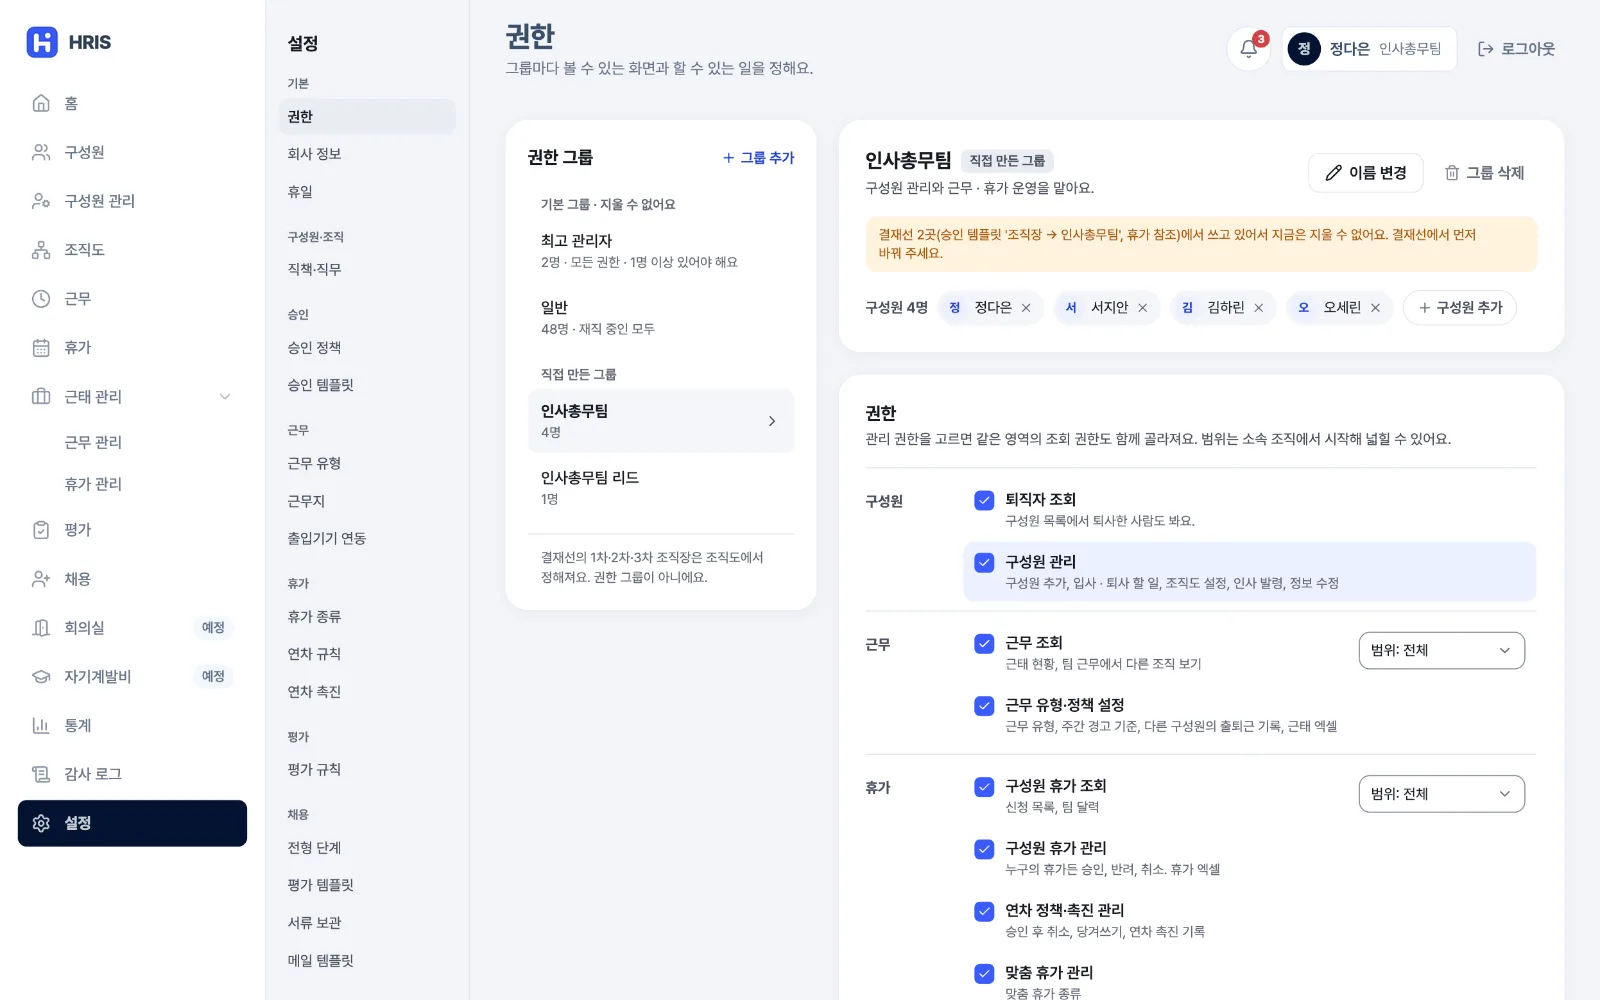 HRIS
홈
구성원
구성원 관리
조직도
근무
휴가
근태 관리
근무 관리
휴가 관리
평가
채용
회의실 예정
자기계발비 예정
통계
감사 로그
설정
설정
기본
권한
회사 정보
휴일
구성원·조직
직책·직무
승인
승인 정책
승인 템플릿
근무
근무 유형
근무지
출입기기 연동
휴가
휴가 종류
연차 규칙
연차 촉진
평가
평가 규칙
채용
전형 단계
평가 템플릿
서류 보관
메일 템플릿
권한
그룹마다 볼 수 있는 화면과 할 수 있는 일을 정해요.
3
정 정다은 인사총무팀
로그아웃
권한 그룹
+ 그룹 추가
기본 그룹 · 지울 수 없어요
최고 관리자
2명 · 모든 권한 · 1명 이상 있어야 해요
일반
48명 · 재직 중인 모두
직접 만든 그룹
인사총무팀
4명
인사총무팀 리드
1명
결재선의 1차·2차·3차 조직장은 조직도에서
정해져요. 권한 그룹이 아니에요.
인사총무팀 직접 만든 그룹
구성원 관리와 근무 · 휴가 운영을 맡아요.
이름 변경
그룹 삭제
결재선 2곳(승인 템플릿 '조직장 → 인사총무팀', 휴가 참조)에서 쓰고 있어서 지금은 지울 수 없어요. 결재선에서 먼저
바꿔 주세요.
구성원 4명 정 정다은 × 서 서지안 × 김 김하린 × 오 오세린 × + 구성원 추가
권한
관리 권한을 고르면 같은 영역의 조회 권한도 함께 골라져요. 범위는 소속 조직에서 시작해 넓힐 수 있어요.
구성원
퇴직자 조회
구성원 목록에서 퇴사한 사람도 봐요.
구성원 관리
구성원 추가, 입사 · 퇴사 할 일, 조직도 설정, 인사 발령, 정보 수정
근무
근무 조회
근태 현황, 팀 근무에서 다른 조직 보기
범위: 전체
근무 유형·정책 설정
근무 유형, 주간 경고 기준, 다른 구성원의 출퇴근 기록, 근태 엑셀
휴가
구성원 휴가 조회
신청 목록, 팀 달력
범위: 전체
구성원 휴가 관리
누구의 휴가든 승인, 반려, 취소. 휴가 엑셀
연차 정책·촉진 관리
승인 후 취소, 당겨쓰기, 연차 촉진 기록
맞춤 휴가 관리
맞춤 휴가 종류